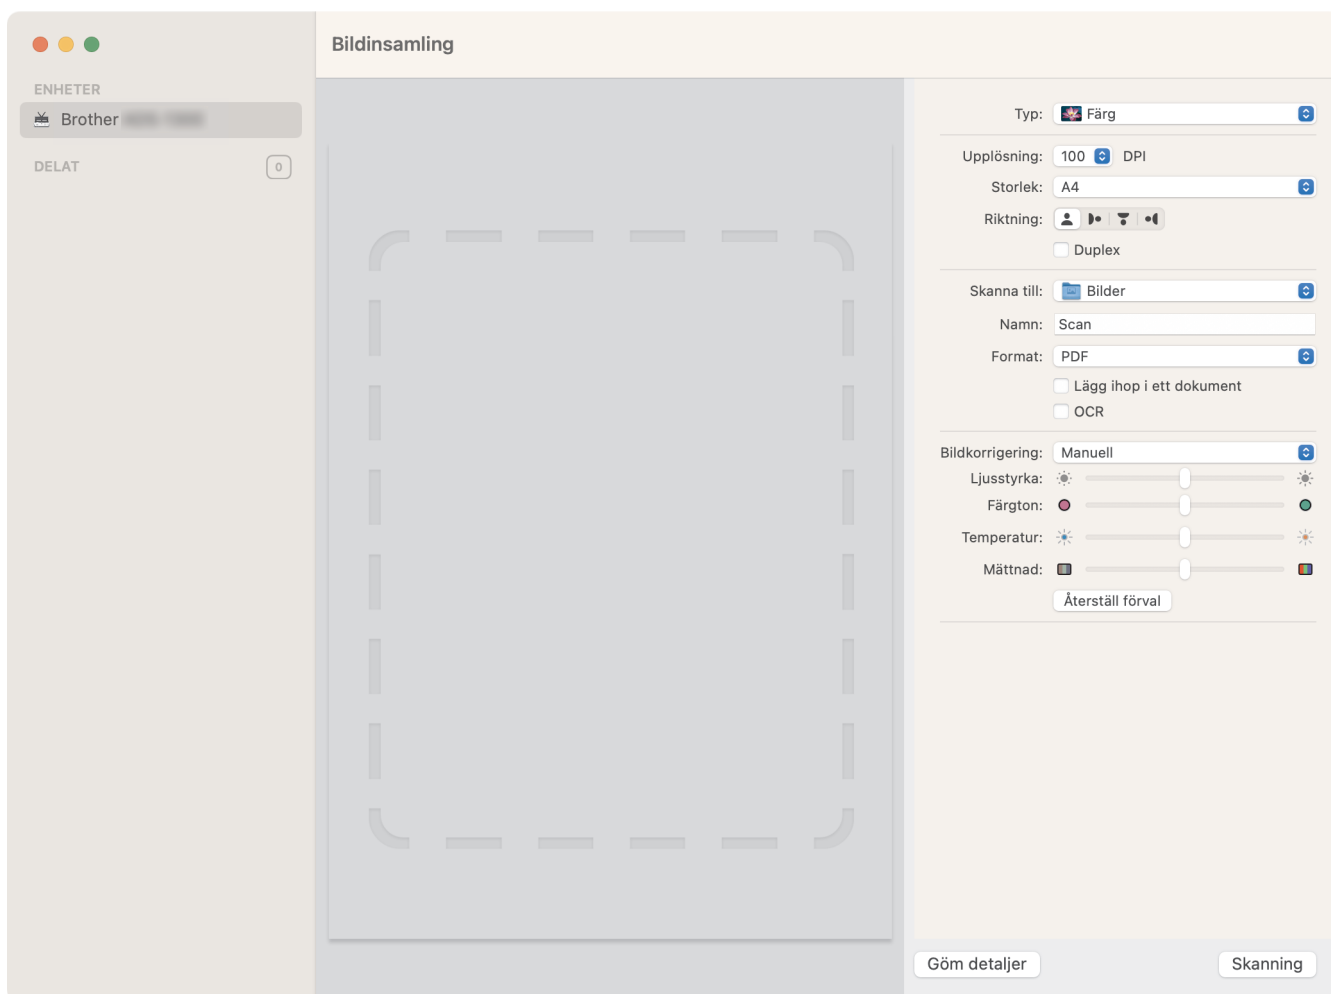 Bildinsamling
ENHETER
Brother
DELAT
0
Typ: Färg
Upplösning: 100 DPI
Storlek: A4
Riktning:
Duplex
Skanna till: Bilder
Namn: Scan
Format: PDF
Lägg ihop i ett dokument
OCR
Bildkorrigering: Manuell
Ljusstyrka:
Färgton:
Temperatur:
Mättnad:
Återställ förval
Göm detaljer
Skanning